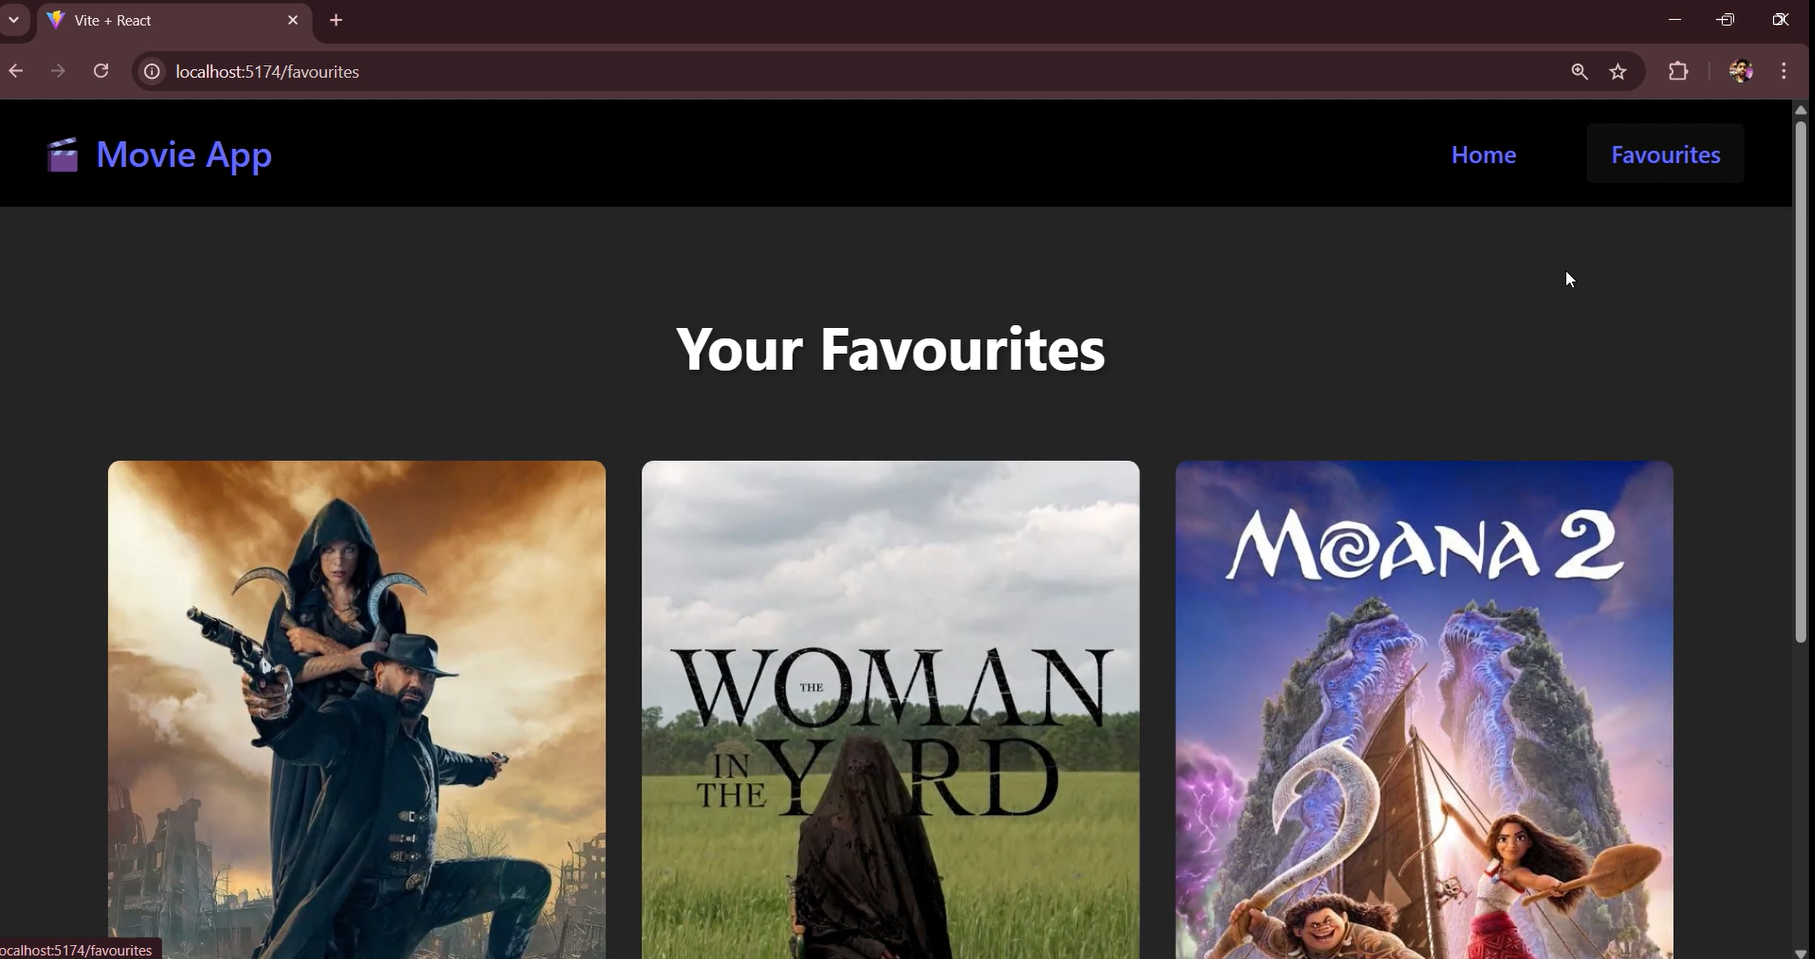 Vite + React
localhost:5174/favourites
Movie App
Home
Favourites
Your Favourites
THE
WOMAN
IN
THE
YARD
MOANA 2
ocalhost:5174/favourites